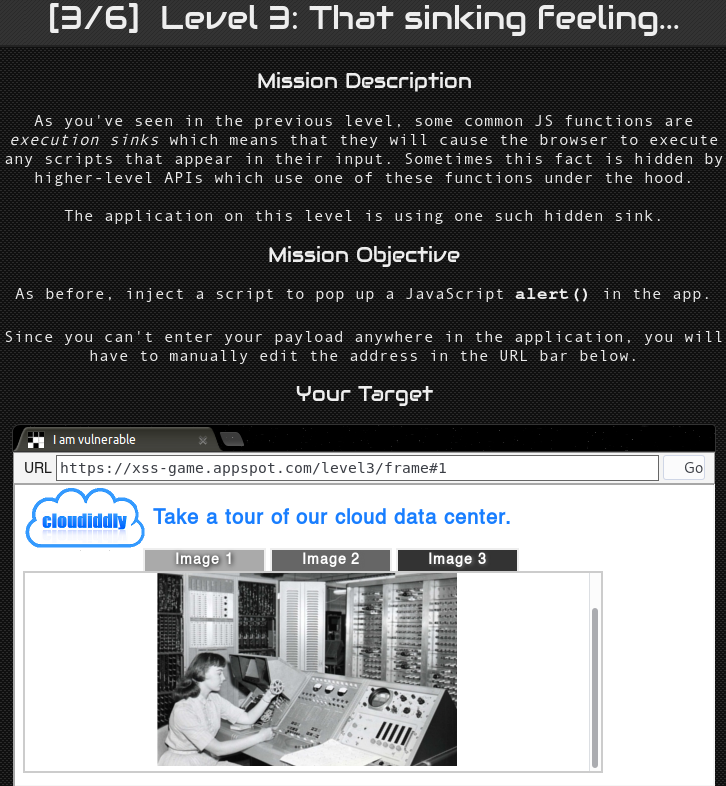 [3/6] Level 3: That sinking feeling...
Mission Description
As you've seen in the previous level, some common JS functions are
execution sinks which means that they will cause the browser to execute
any scripts that appear in their input. Sometimes this fact is hidden by
higher-level APIs which use one of these functions under the hood.
The application on this level is using one such hidden sink.
Mission Objective
As before, inject a script to pop up a JavaScript alert() in the app.
Since you can't enter your payload anywhere in the application, you will
have to manually edit the address in the URL bar below.
Your Target
I am vulnerable
URL https://xss-game.appspot.com/level3/frame#1 Go
cloudiddly Take a tour of our cloud data center.
Image 1 Image 2 Image 3